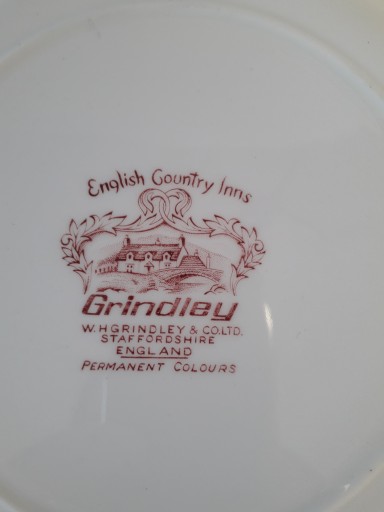 English Country Inns
Grindley
W.H GRINDLEY & CO.LTD.
STAFFORDSHIRE
ENGLAND
PERMANENT COLOURS